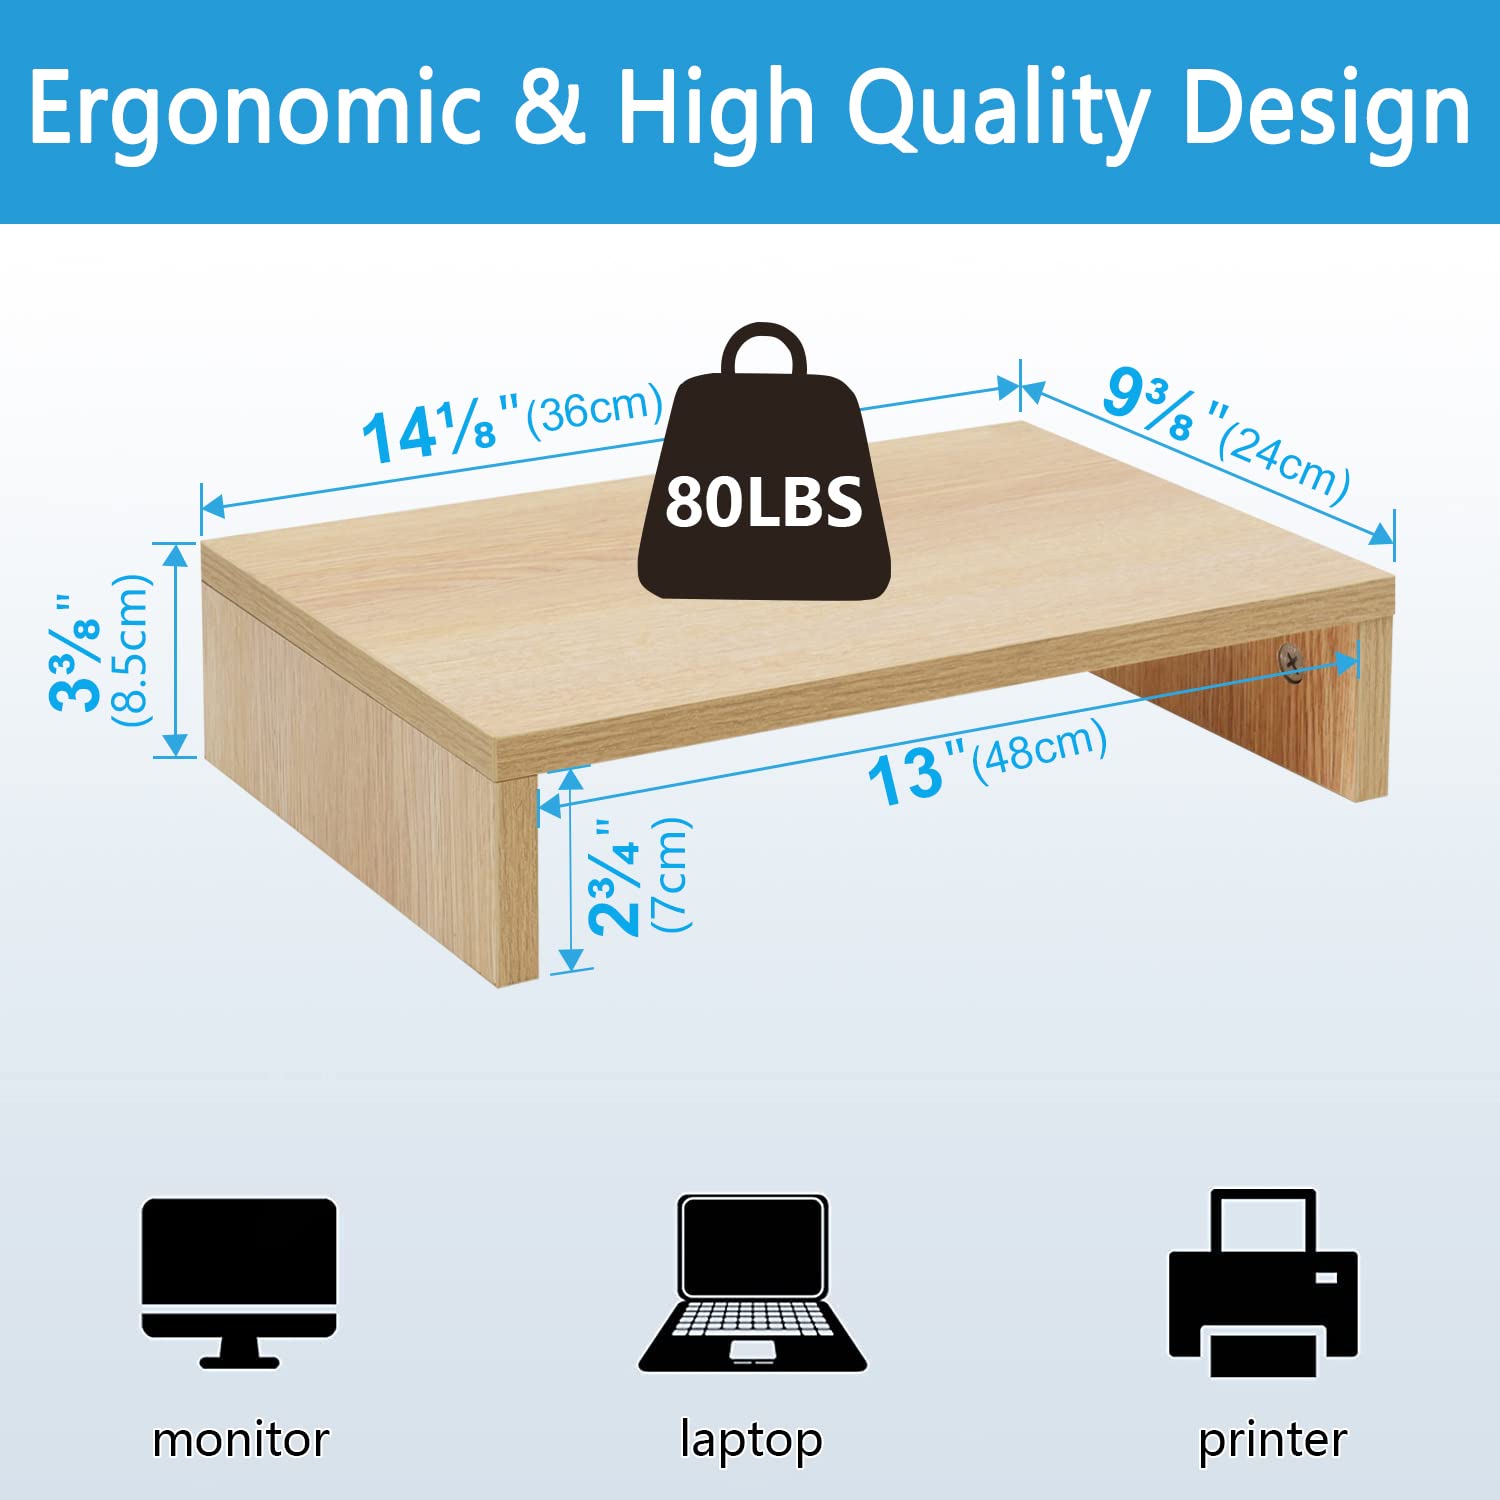 Ergonomic & High Quality Design
14⅛"(36cm)
9⅜"(24cm)
80LBS
3⅜"
(8.5cm)
13"(48cm)
2¾"
(7cm)
monitor
laptop
printer